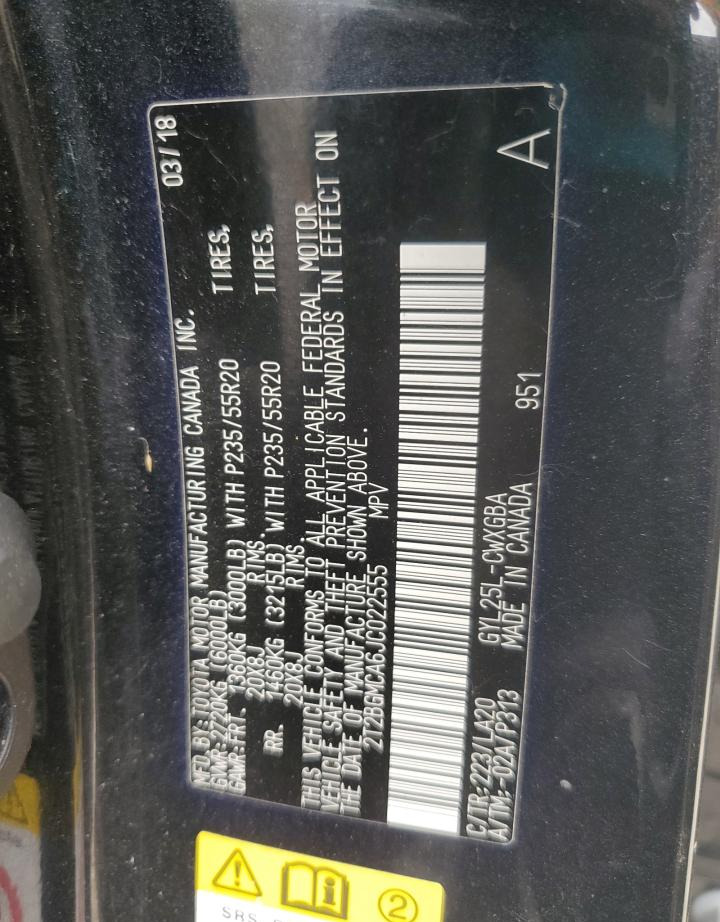 MFD. BY: TOYOTA MOTOR MANUFACTURING CANADA INC. 03/18
GVWR: 2720KG (6000LB)
GAWR: FRT. 1360KG (3000LB) WITH P235/55R20 TIRES,
20X8J RIMS.
RR. 1460KG (3215LB) WITH P235/55R20 TIRES,
20X8J RIMS.
THIS VEHICLE CONFORMS TO ALL APPLICABLE FEDERAL MOTOR
VEHICLE SAFETY AND THEFT PREVENTION STANDARDS IN EFFECT ON
THE DATE OF MANUFACTURE SHOWN ABOVE.
2T2BGMCA6JC022555 MPV
C/TR: 223/LA20 GYL25L-CWXGBA
A/TM: -02A/P313 MADE IN CANADA 951 A
2
SRS